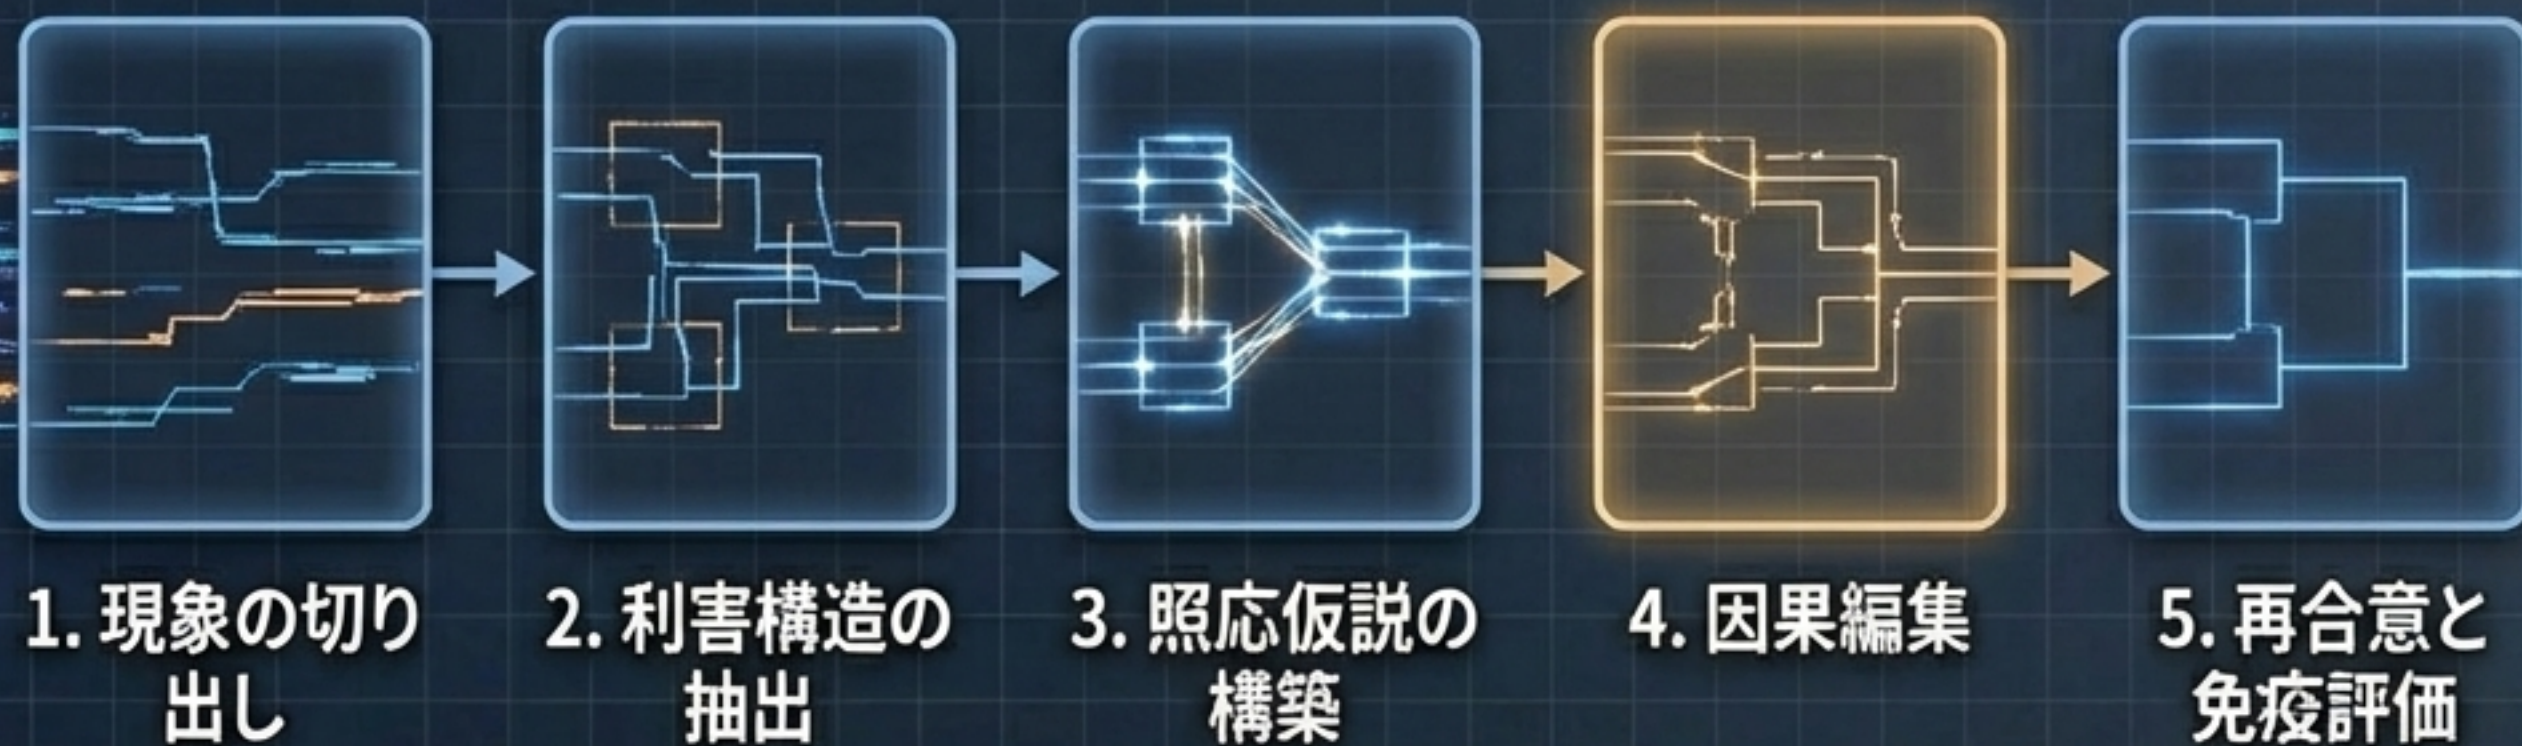 1. 現象の切り
出し
2. 利害構造の
抽出
3. 照応仮説の
構築
4. 因果編集
5. 再合意と
免疫評価